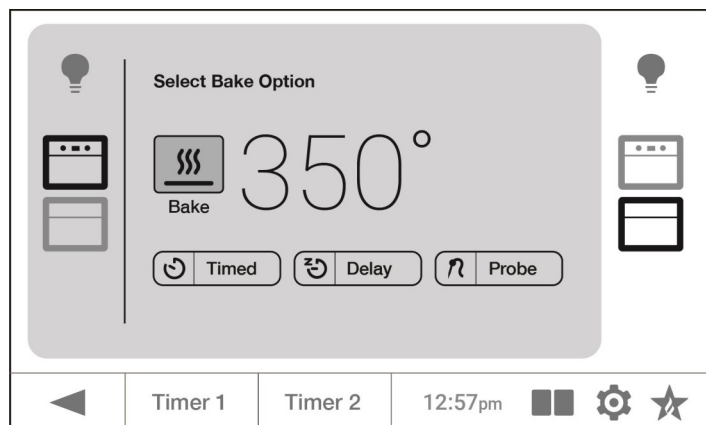 Select Bake Option
350°
Bake
Timed Delay Probe
Timer 1 Timer 2 12:57pm